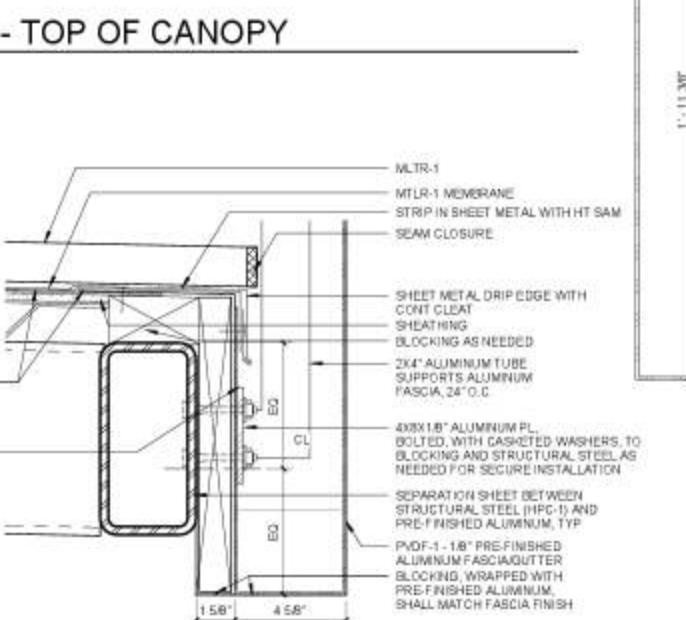 - TOP OF CANOPY
1' - 11 3/8"
MLTR-1
MTLR-1 MEMBRANE
STRIP IN SHEET METAL WITH HT SAM
SEAM CLOSURE
SHEET METAL DRIP EDGE WITH
CONT CLEAT
SHEATHING
BLOCKING AS NEEDED
2X4" ALUMINUM TUBE
SUPPORTS ALUMINUM
FASCIA, 24" O.C.
EQ
CL
4X8X1/8" ALUMINUM PL,
BOLTED, WITH GASKETED WASHERS, TO
BLOCKING AND STRUCTURAL STEEL AS
NEEDED FOR SECURE INSTALLATION
SEPARATION SHEET BETWEEN
STRUCTURAL STEEL (HPC-1) AND
PRE-FINISHED ALUMINUM, TYP
EQ
PVDF-1 - 1/8" PRE-FINISHED
ALUMINUM FASCIA/GUTTER
BLOCKING, WRAPPED WITH
PRE-FINISHED ALUMINUM,
SHALL MATCH FASCIA FINISH
1 5/8"
4 5/8"